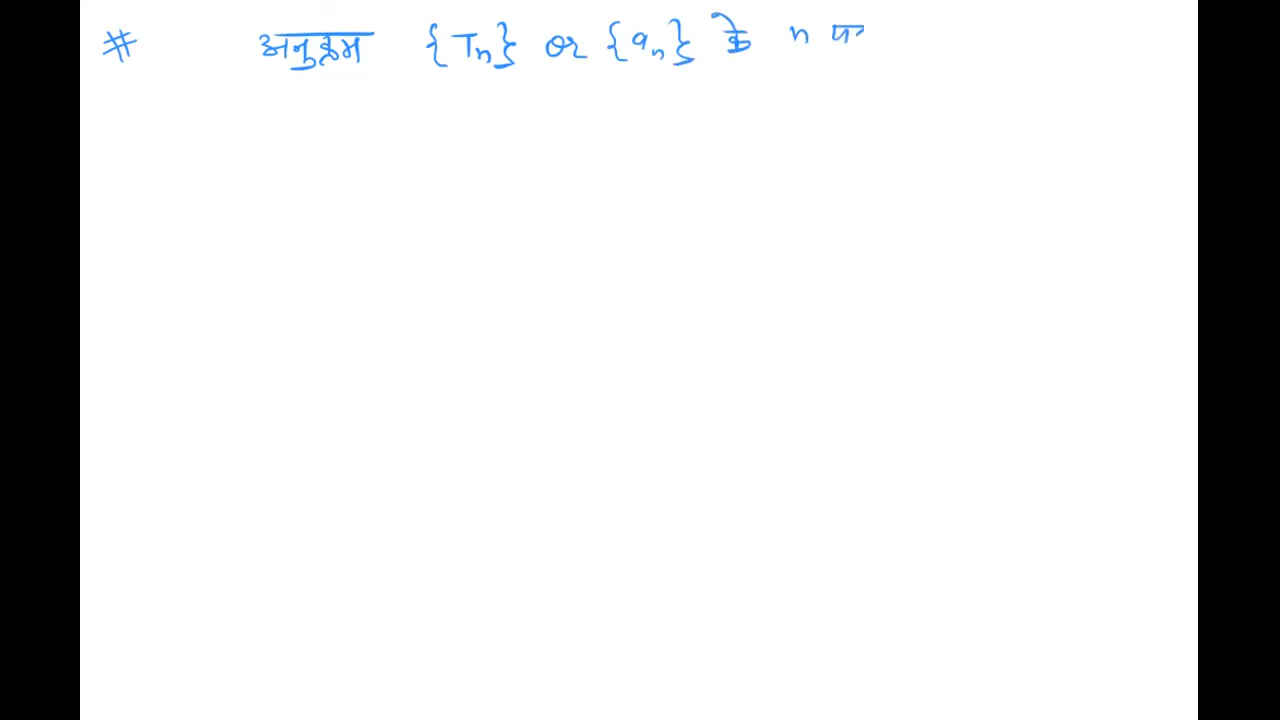 # अनुक्रम {Tn} or {an} के n